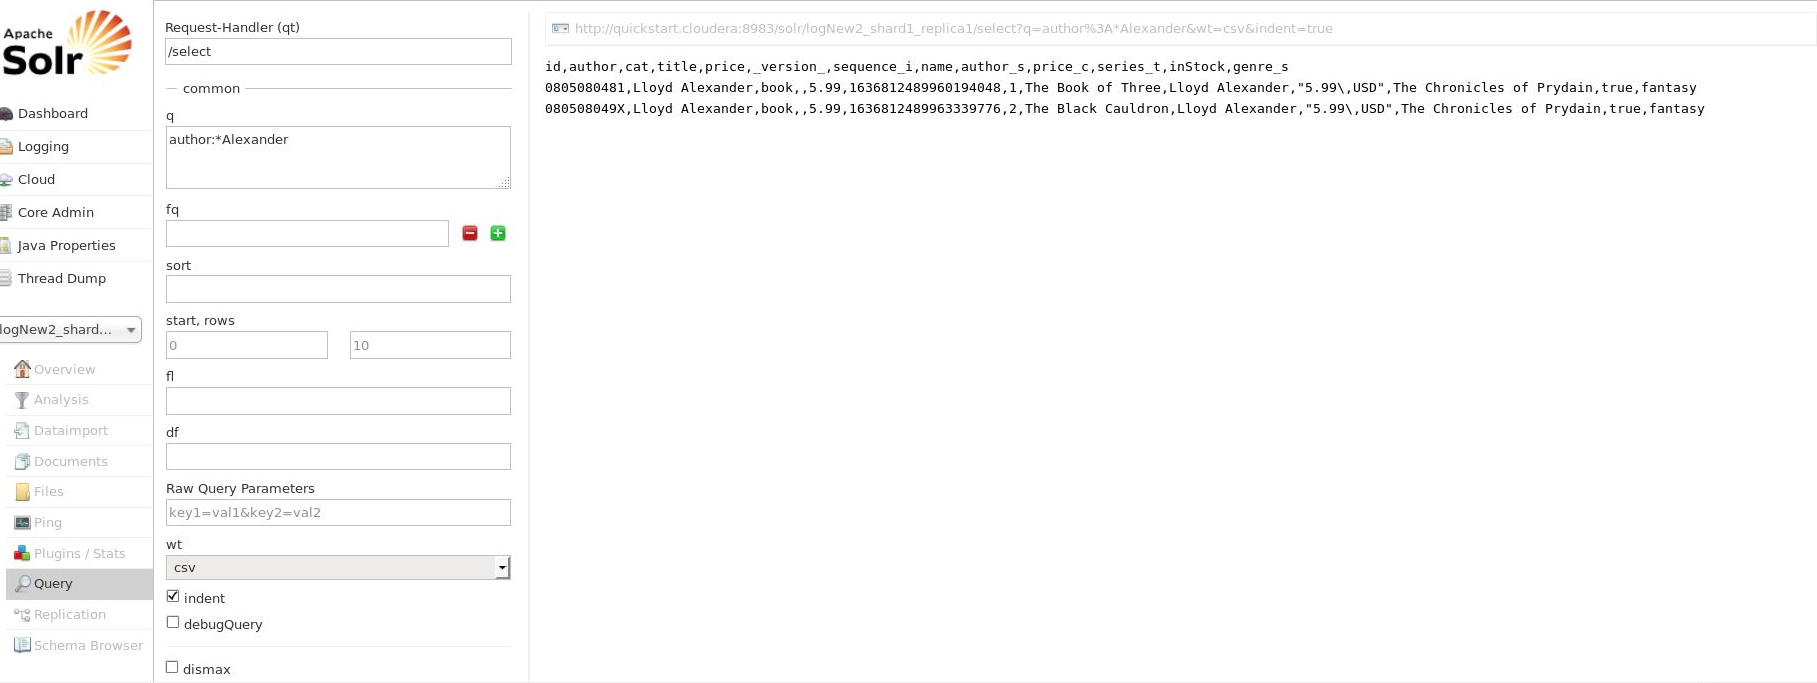 Apache
Solr
Dashboard
Logging
Cloud
Core Admin
Java Properties
Thread Dump
logNew2_shard...
Overview
Analysis
Dataimport
Documents
Files
Ping
Plugins / Stats
Query
Replication
Schema Browser
Request-Handler (qt)
/select
common
q
author:*Alexander
fq
sort
start, rows
0 10
fl
df
Raw Query Parameters
key1=val1&key2=val2
wt
csv
indent
debugQuery
dismax
http://quickstart.cloudera:8983/solr/logNew2_shard1_replica1/select?q=author%3A*Alexander&wt=csv&indent=true
id,author,cat,title,price,_version_,sequence_i,name,author_s,price_c,series_t,inStock,genre_s
0805080481,Lloyd Alexander,book,,5.99,1636812489960194048,1,The Book of Three,Lloyd Alexander,"5.99\,USD",The Chronicles of Prydain,true,fantasy
080508049X,Lloyd Alexander,book,,5.99,1636812489963339776,2,The Black Cauldron,Lloyd Alexander,"5.99\,USD",The Chronicles of Prydain,true,fantasy